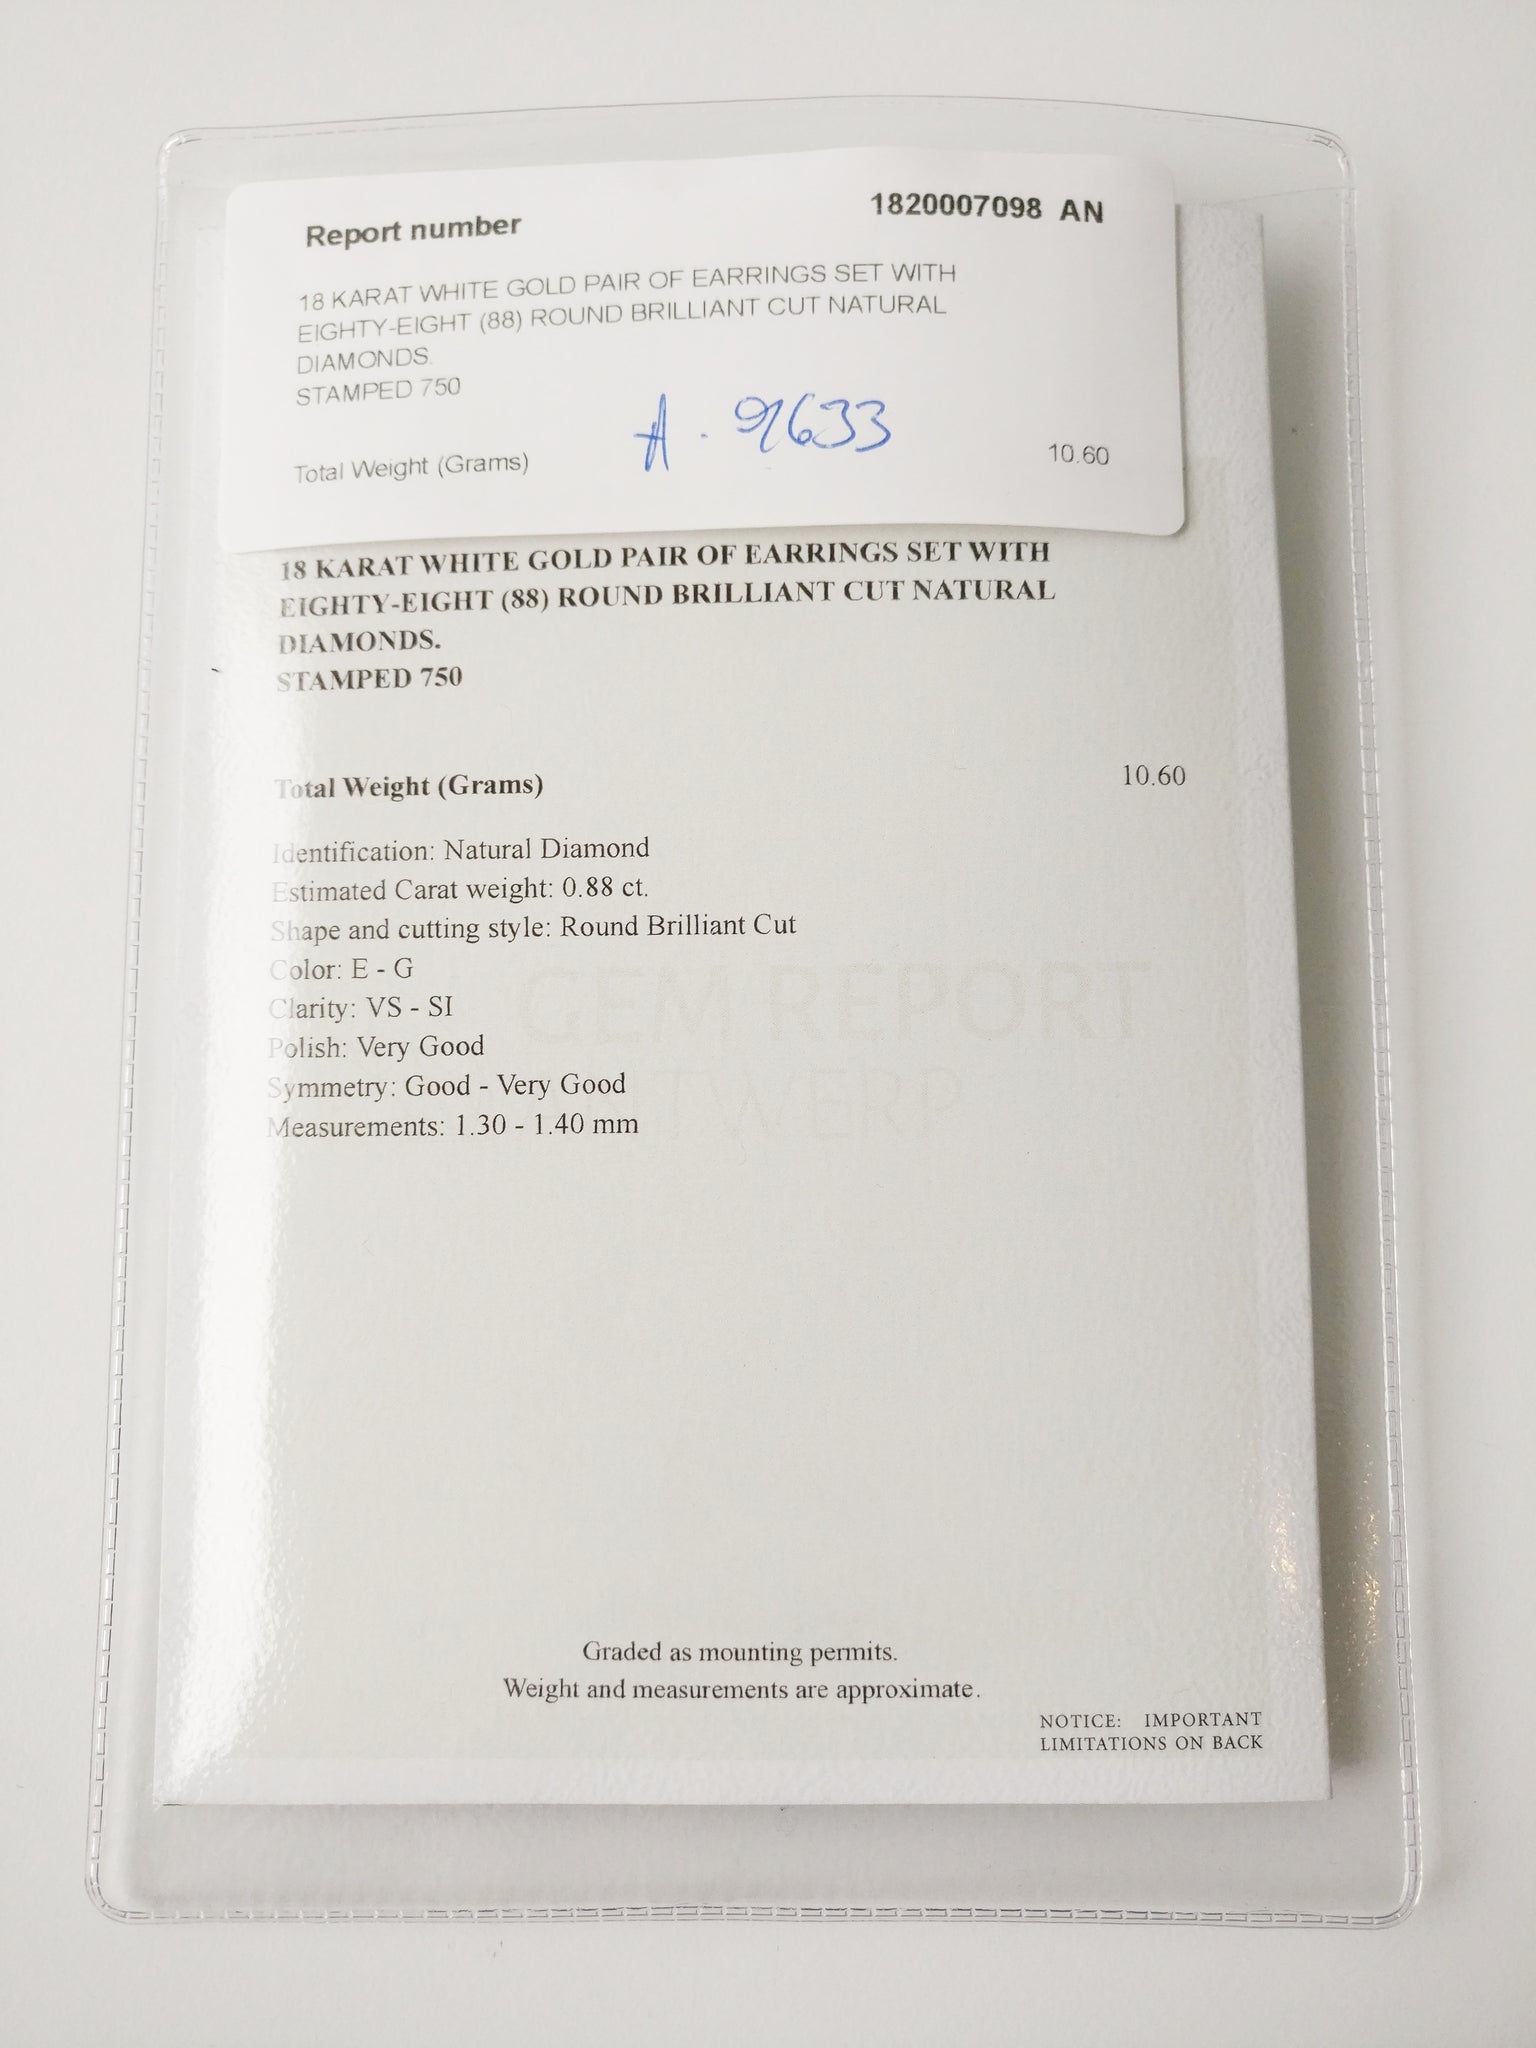 Report number 1820007098 AN
18 KARAT WHITE GOLD PAIR OF EARRINGS SET WITH
EIGHTY-EIGHT (88) ROUND BRILLIANT CUT NATURAL
DIAMONDS.
STAMPED 750
A. 9633
Total Weight (Grams) 10.60
18 KARAT WHITE GOLD PAIR OF EARRINGS SET WITH
EIGHTY-EIGHT (88) ROUND BRILLIANT CUT NATURAL
DIAMONDS.
STAMPED 750
Total Weight (Grams) 10.60
Identification: Natural Diamond
Estimated Carat weight: 0.88 ct.
Shape and cutting style: Round Brilliant Cut
Color: E - G
Clarity: VS - SI
GEM REPORT
Polish: Very Good
Symmetry: Good - Very Good
TWERP
Measurements: 1.30 - 1.40 mm
Graded as mounting permits.
Weight and measurements are approximate.
NOTICE: IMPORTANT
LIMITATIONS ON BACK